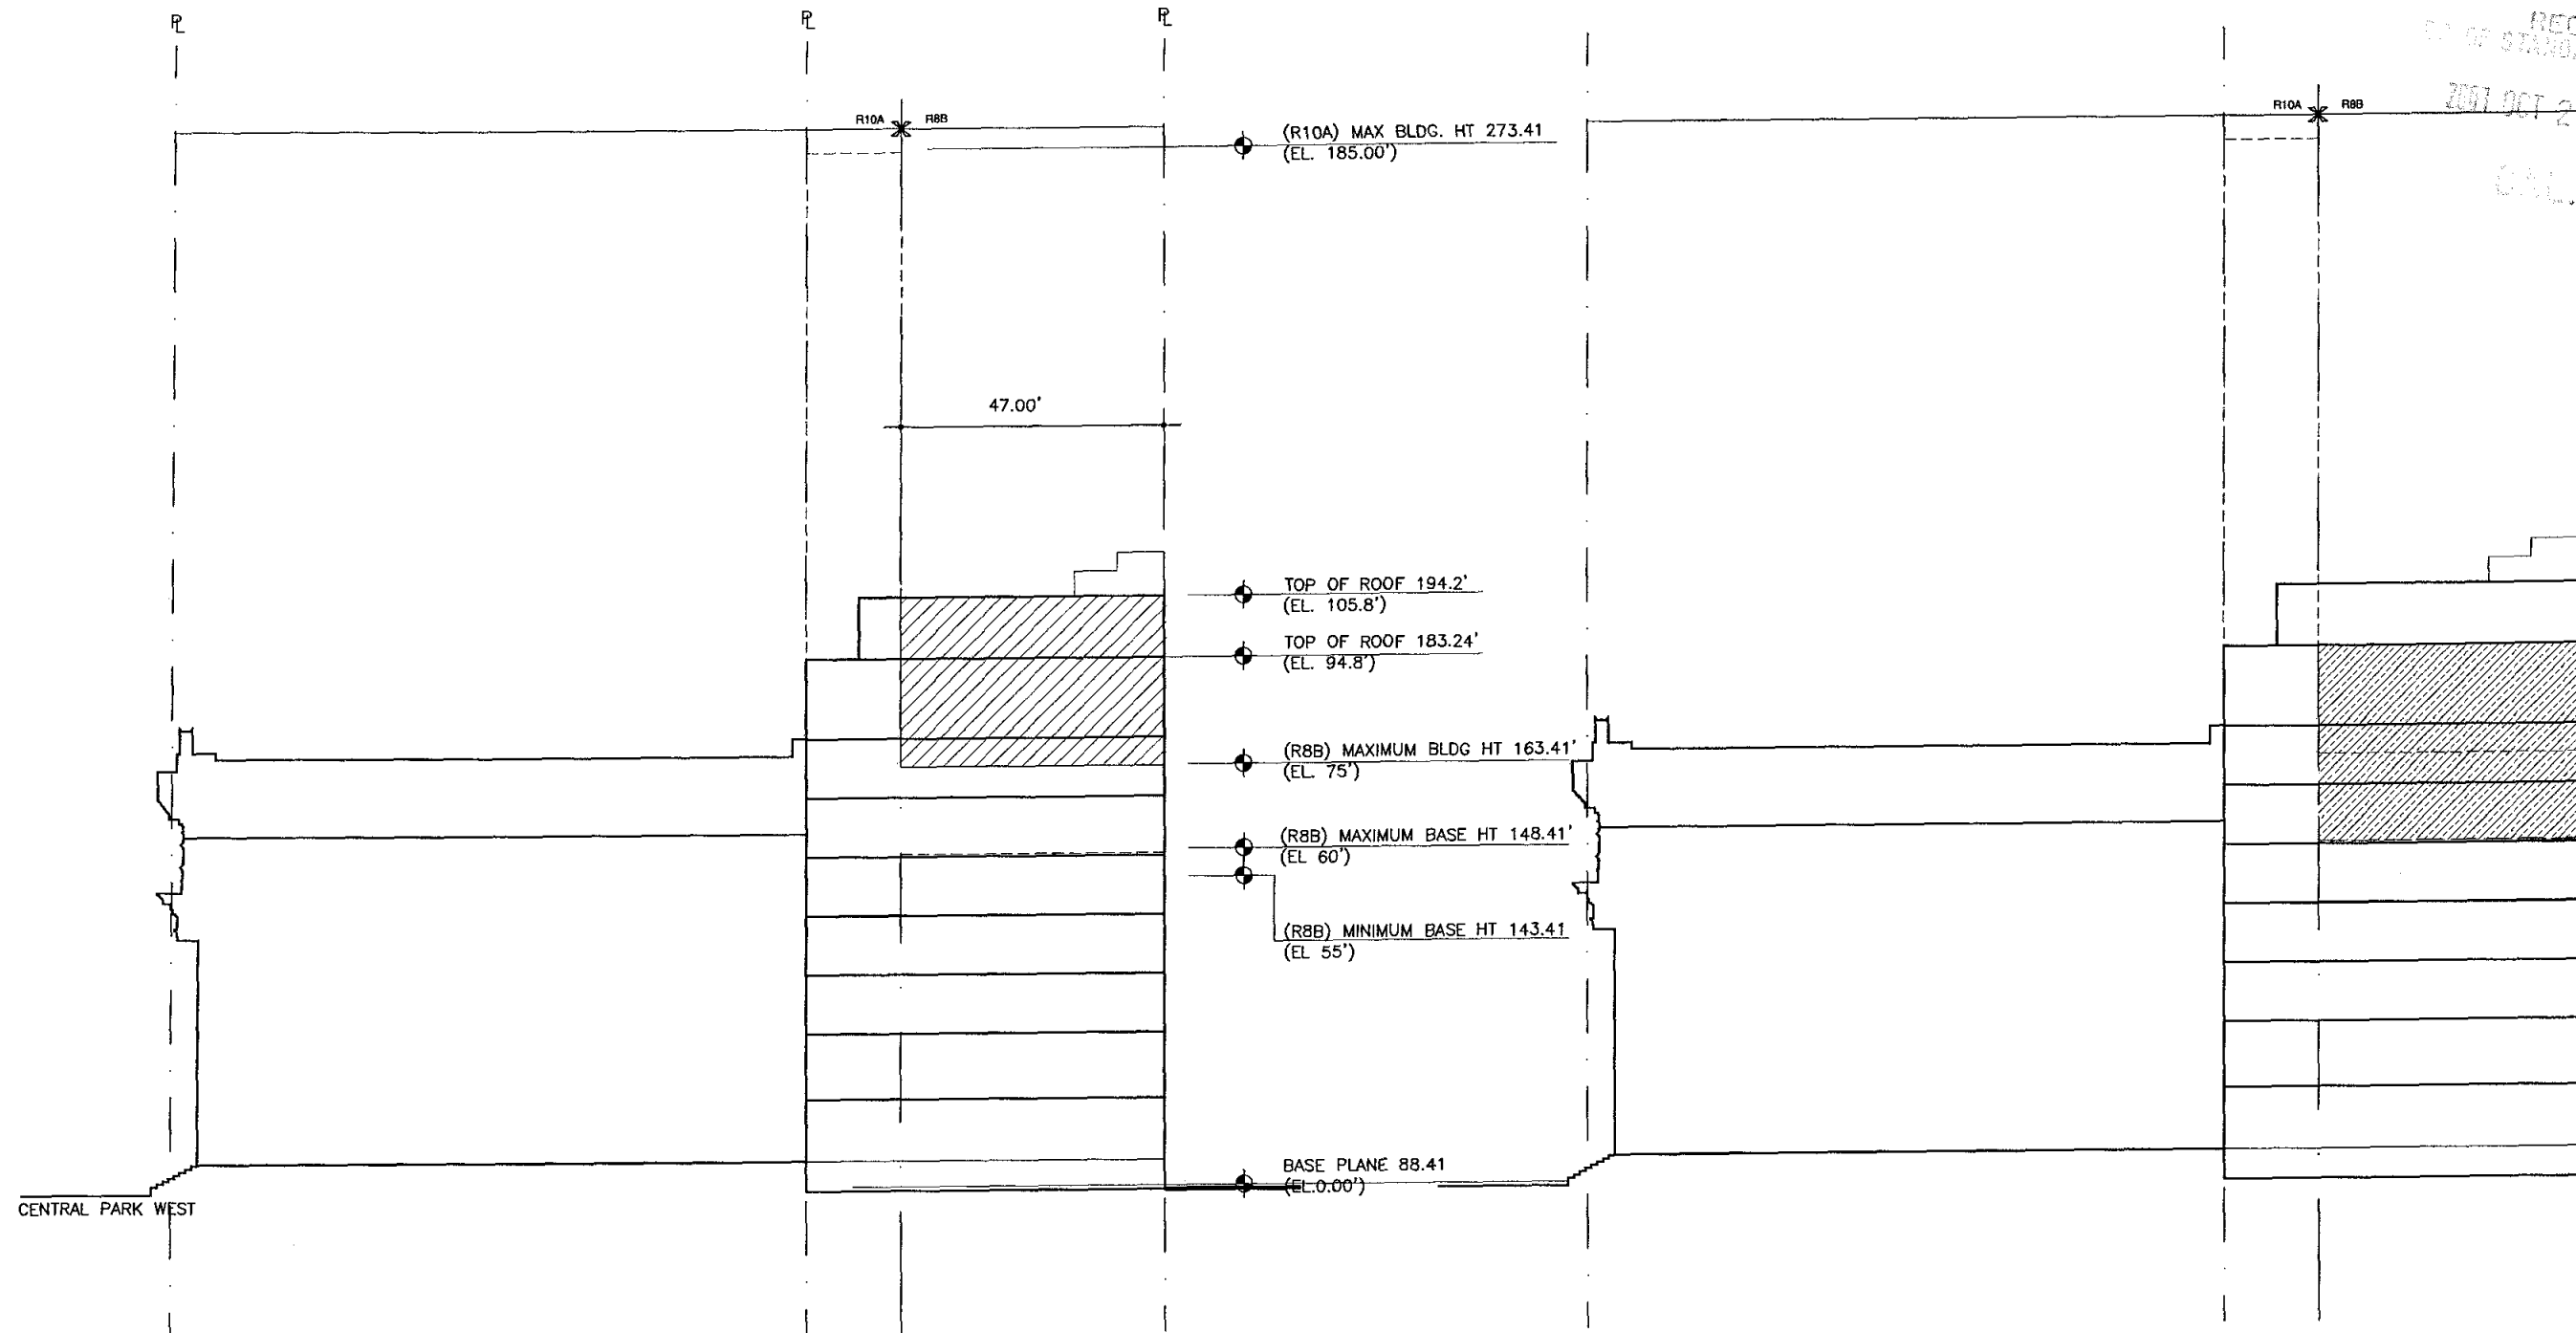 PL
PL
PL
R10A
R8B
(R10A) MAX BLDG. HT 273.41
(EL. 185.00')
R10A
R8B
47.00'
TOP OF ROOF 194.2'
(EL. 105.8')
TOP OF ROOF 183.24'
(EL. 94.8')
(R8B) MAXIMUM BLDG HT 163.41'
(EL. 75')
(R8B) MAXIMUM BASE HT 148.41'
(EL 60')
(R8B) MINIMUM BASE HT 143.41
(EL 55')
BASE PLANE 88.41
(EL.0.00')
CENTRAL PARK WEST